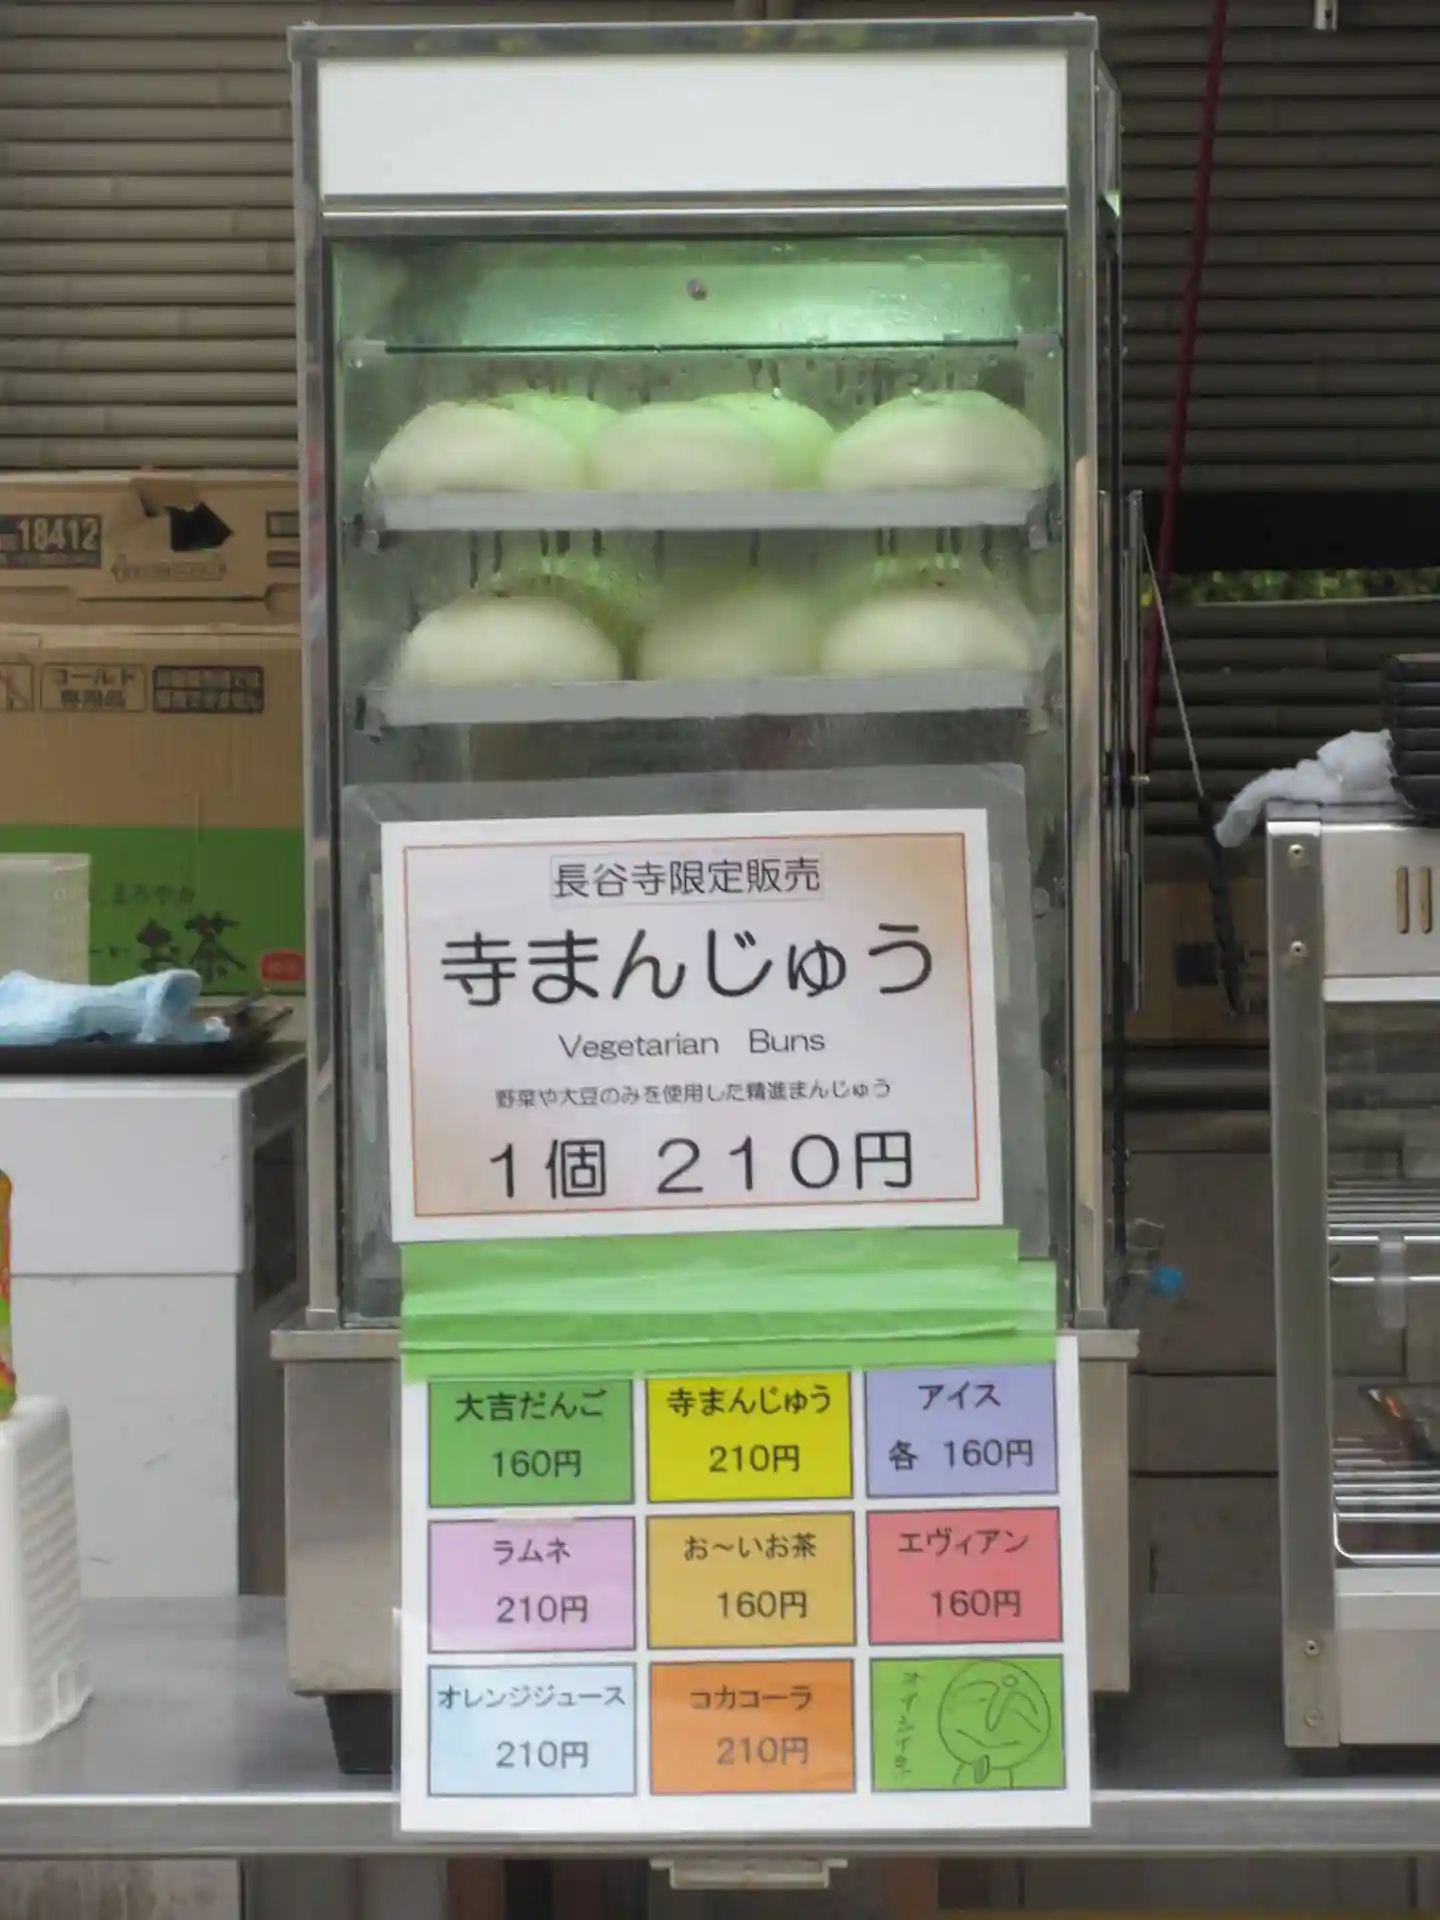 18412
コールド
専用品
まろやか
お茶
長谷寺限定販売
寺まんじゅう
Vegetarian Buns
野菜や大豆のみを使用した精進まんじゅう
1個 210円
大吉だんご
160円
寺まんじゅう
210円
アイス
各 160円
ラムネ
210円
お〜いお茶
160円
エヴィアン
160円
オレンジジュース
210円
コカコーラ
210円